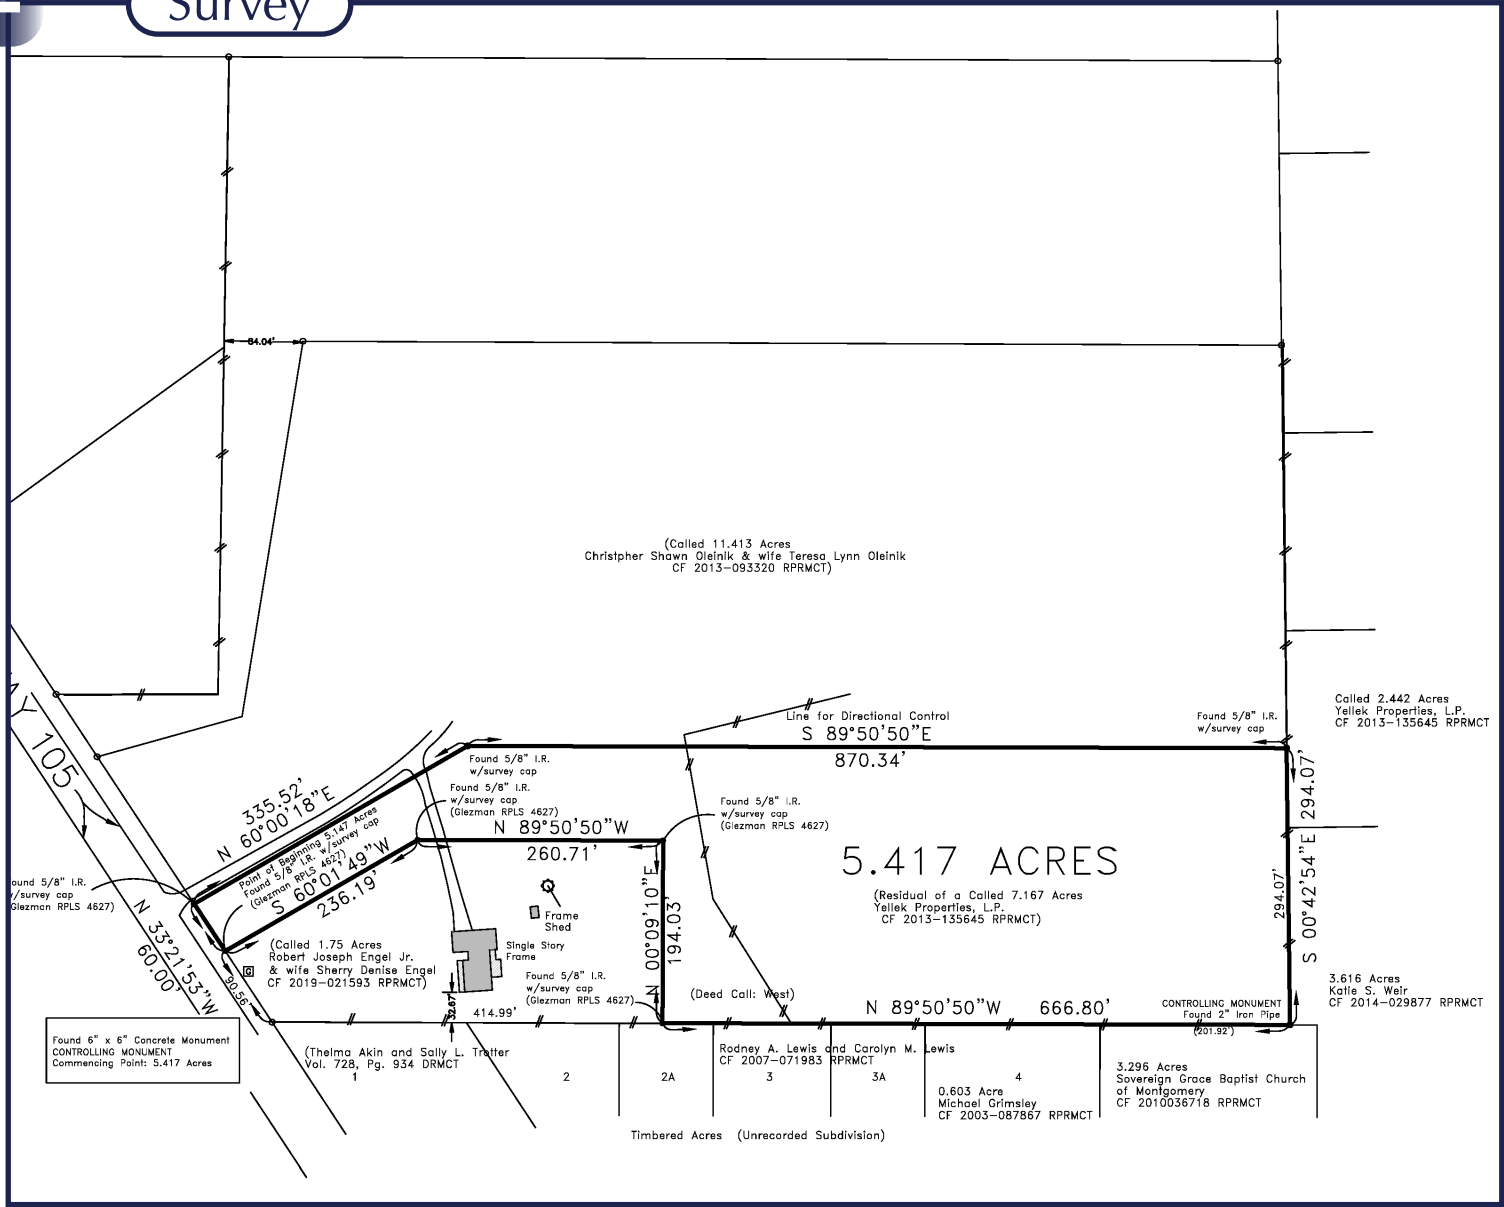 Survey
84.04'
(Called 11.413 Acres
Christpher Shawn Oleinik & wife Teresa Lynn Oleinik
CF 2013-093320 RPRMCT)
Called 2.442 Acres
Yellek Properties, L.P.
CF 2013-135645 RPRMCT
Line for Directional Control
S 89°50'50"E
870.34'
Found 5/8" I.R.
w/survey cap
105
335.52'
N 60°00'18"E
Point of Beginning 5.147 Acres
Found 5/8" I.R. w/survey cap
(Glezman RPLS 4627)
S 60°01'49"W
236.19'
Found 5/8" I.R.
w/survey cap
Found 5/8" I.R.
w/survey cap
(Glezman RPLS 4627)
N 89°50'50"W
260.71'
Found 5/8" I.R.
w/survey cap
(Glezman RPLS 4627)
5.417 ACRES
(Residual of a Called 7.167 Acres
Yellek Properties, L.P.
CF 2013-135645 RPRMCT)
294.07'
S 00°42'54"E 294.07'
5/8" I.R.
/survey cap
Glezman RPLS 4627)
N 33°21'53"W
60.00'
90.56'
G
(Called 1.75 Acres
Robert Joseph Engel Jr.
& wife Sherry Denise Engel
CF 2019-021593 RPRMCT)
Frame
Shed
Single Story
Frame
32.67'
414.99'
Found 5/8" I.R.
w/survey cap
(Glezman RPLS 4627)
N 00°09'10"E
194.03'
(Deed Call: West)
N 89°50'50"W 666.80'
CONTROLLING MONUMENT
Found 2" Iron Pipe
(201.92')
3.616 Acres
Katie S. Weir
CF 2014-029877 RPRMCT
Found 6" x 6" Concrete Monument
CONTROLLING MONUMENT
Commencing Point: 5.417 Acres
(Thelma Akin and Sally L. Trotter
Vol. 728, Pg. 934 DRMCT
1
2
2A
Rodney A. Lewis and Carolyn M. Lewis
CF 2007-071983 RPRMCT
3
3A
4
0.603 Acre
Michael Grimsley
CF 2003-087867 RPRMCT
3.296 Acres
Sovereign Grace Baptist Church
of Montgomery
CF 2010036718 RPRMCT
Timbered Acres (Unrecorded Subdivision)